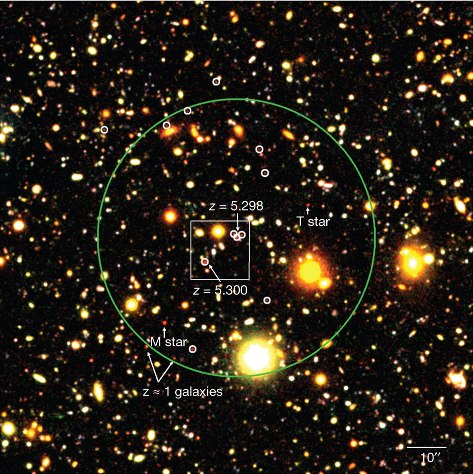 z = 5.298
T star
z = 5.300
M star
z ≈ 1 galaxies
10″